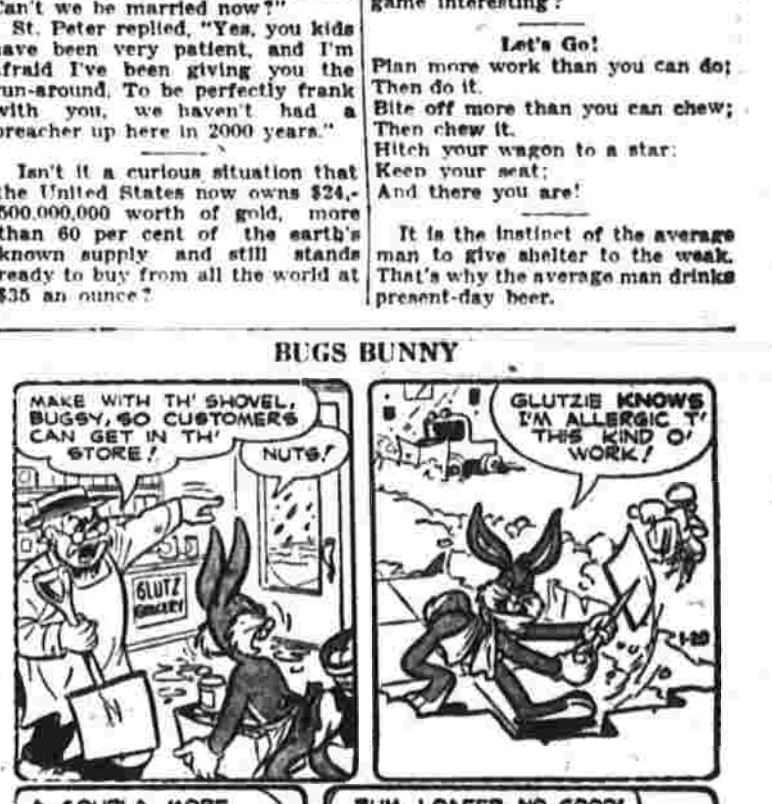 Can't we be married now?"
St. Peter replied, "Yes, you kids
have been very patient, and I'm
afraid I've been giving you the
run-around. To be perfectly frank
with you, we haven't had a
preacher up here in 2000 years."
Isn't it a curious situation that
the United States now owns $24,-
500,000,000 worth of gold, more
than 60 per cent of the earth's
known supply and still stands
ready to buy from all the world at
$35 an ounce?
game interesting?
Let's Go!
Plan more work than you can do;
Then do it.
Bite off more than you can chew;
Then chew it.
Hitch your wagon to a star;
Keep your seat;
And there you are!
It is the instinct of the average
man to give shelter to the weak.
That's why the average man drinks
present-day beer.
BUGS BUNNY
MAKE WITH TH' SHOVEL,
BUGSY, SO CUSTOMERS
CAN GET IN TH'
STORE!
NUTS!
GLUTZ
GROCERY
GLUTZIE KNOWS
I'M ALLERGIC T'
THIS KIND O'
WORK!
1-20
A COUPLA MORE
BUM LOAFER NO-GOOD!